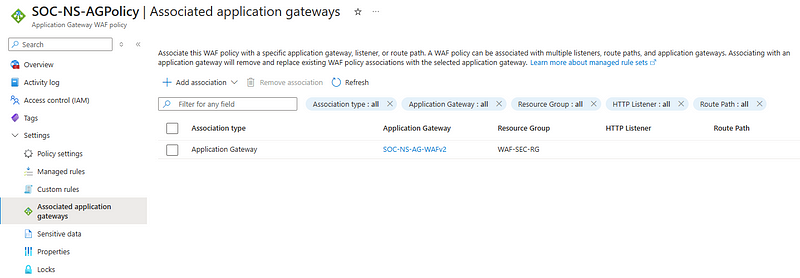 SOC-NS-AGPolicy | Associated application gateways
Application Gateway WAF policy
Search
Overview
Activity log
Access control (IAM)
Tags
Settings
Policy settings
Managed rules
Custom rules
Associated application
gateways
Sensitive data
Properties
Locks
Associate this WAF policy with a specific application gateway, listener, or route path. A WAF policy can be associated with multiple listeners, route paths, and application gateways. Associating with an
application gateway will remove and replace existing WAF policy associations with the selected application gateway. Learn more about managed rule sets
Add association Remove association Refresh
Filter for any field Association type : all Application Gateway : all Resource Group : all HTTP Listener : all Route Path : all
Association type Application Gateway Resource Group HTTP Listener Route Path
Application Gateway SOC-NS-AG-WAFv2 WAF-SEC-RG